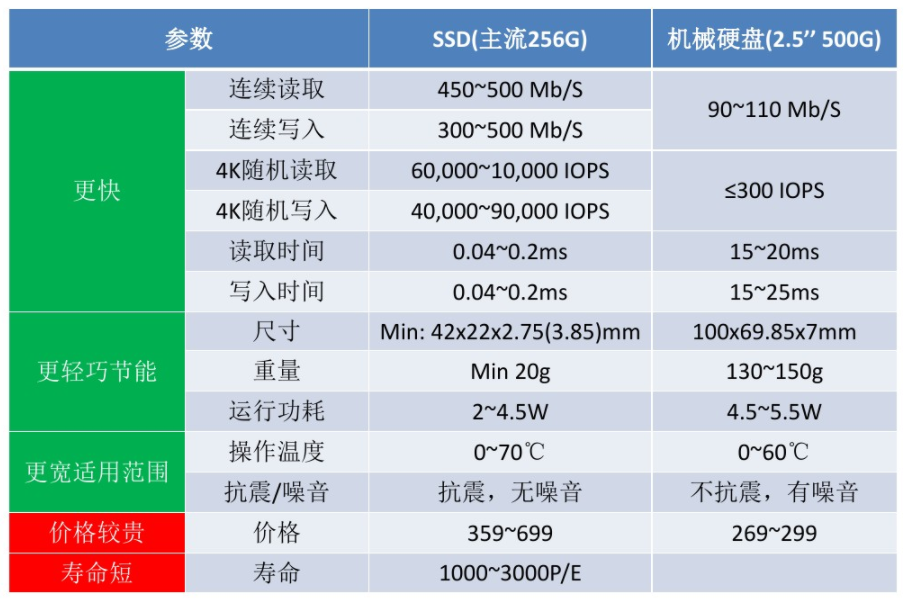 参数 SSD(主流256G) 机械硬盘(2.5’’ 500G)
更快 连续读取 450~500 Mb/S 90~110 Mb/S
连续写入 300~500 Mb/S
4K随机读取 60,000~10,000 IOPS ≤300 IOPS
4K随机写入 40,000~90,000 IOPS
读取时间 0.04~0.2ms 15~20ms
写入时间 0.04~0.2ms 15~25ms
更轻巧节能 尺寸 Min: 42x22x2.75(3.85)mm 100x69.85x7mm
重量 Min 20g 130~150g
运行功耗 2~4.5W 4.5~5.5W
更宽适用范围 操作温度 0~70℃ 0~60℃
抗震/噪音 抗震，无噪音 不抗震，有噪音
价格较贵 价格 359~699 269~299
寿命短 寿命 1000~3000P/E